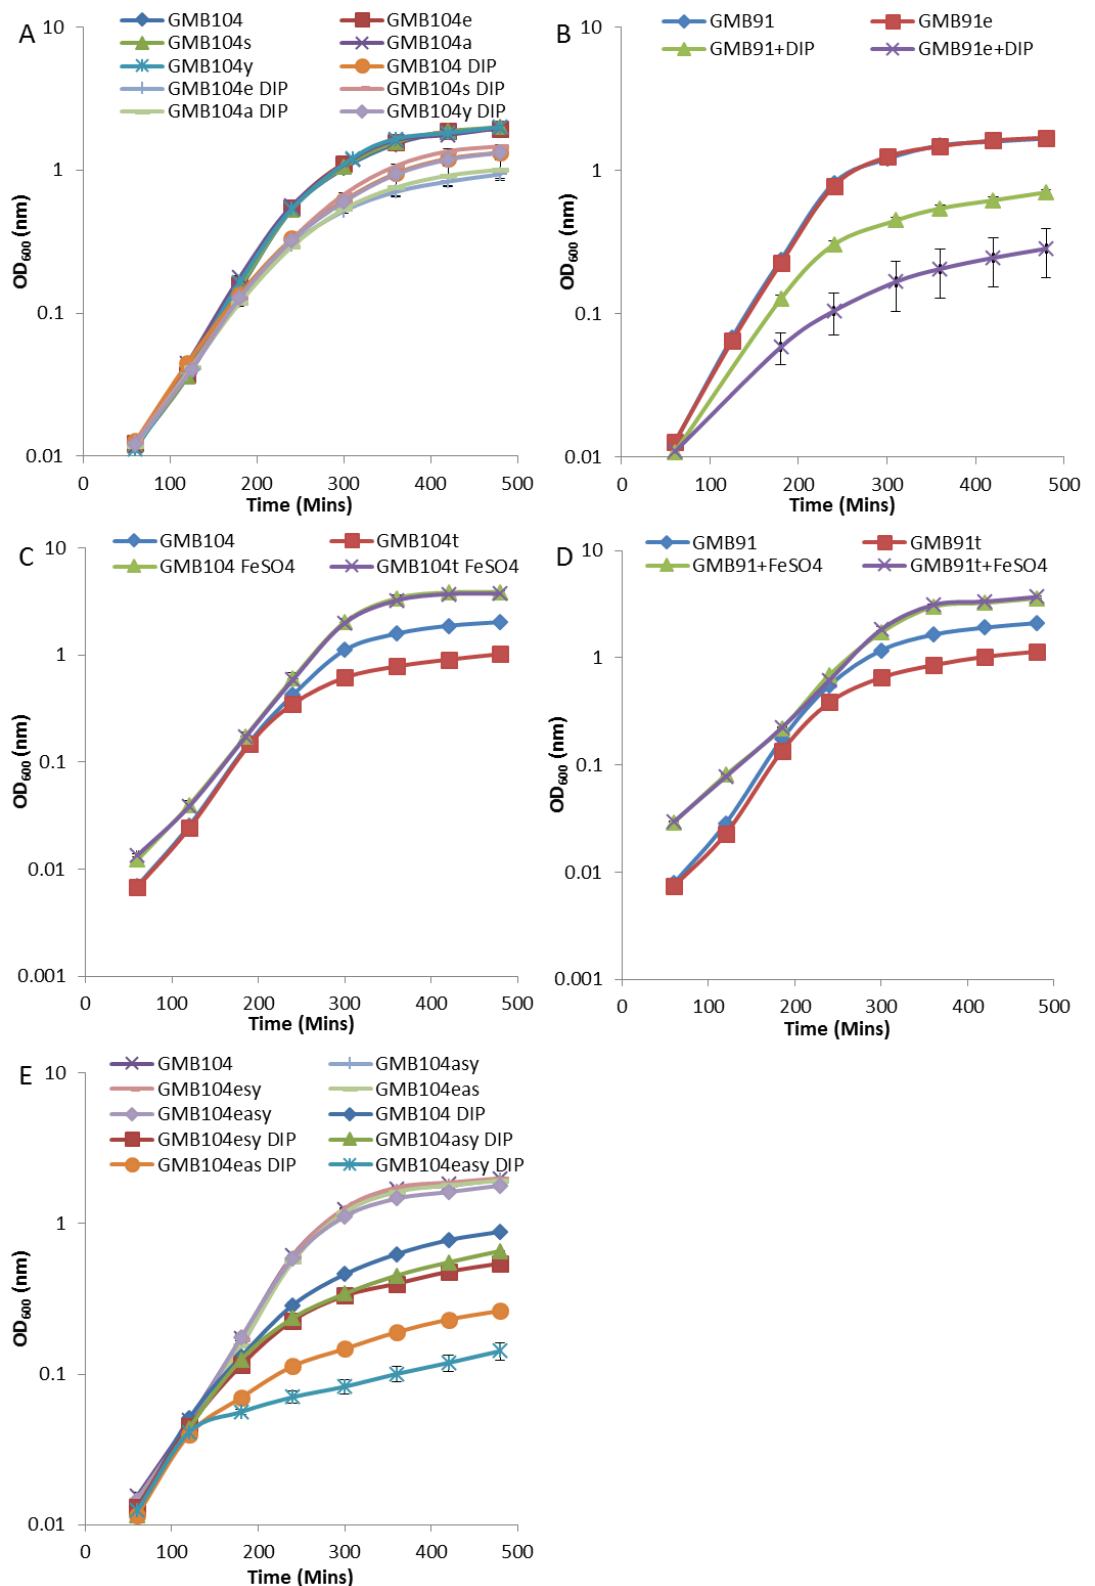 A
GMB104 GMB104e
GMB104s GMB104a
GMB104y GMB104 DIP
GMB104e DIP GMB104s DIP
GMB104a DIP GMB104y DIP
10
1
0.1
0.01
OD600 (nm)
0 100 200 300 400 500
Time (Mins)
B
GMB91 GMB91e
GMB91+DIP GMB91e+DIP
10
1
0.1
0.01
OD600 (nm)
0 100 200 300 400 500
Time (Mins)
C
GMB104 GMB104t
GMB104 FeSO4 GMB104t FeSO4
10
1
0.1
0.01
0.001
OD600 (nm)
0 100 200 300 400 500
Time (Mins)
D
GMB91 GMB91t
GMB91+FeSO4 GMB91t+FeSO4
10
1
0.1
0.01
0.001
OD600 (nm)
0 100 200 300 400 500
Time (Mins)
E
GMB104 GMB104asy
GMB104esy GMB104eas
GMB104easy GMB104 DIP
GMB104esy DIP GMB104asy DIP
GMB104eas DIP GMB104easy DIP
10
1
0.1
0.01
OD600 (nm)
0 100 200 300 400 500
Time (Mins)